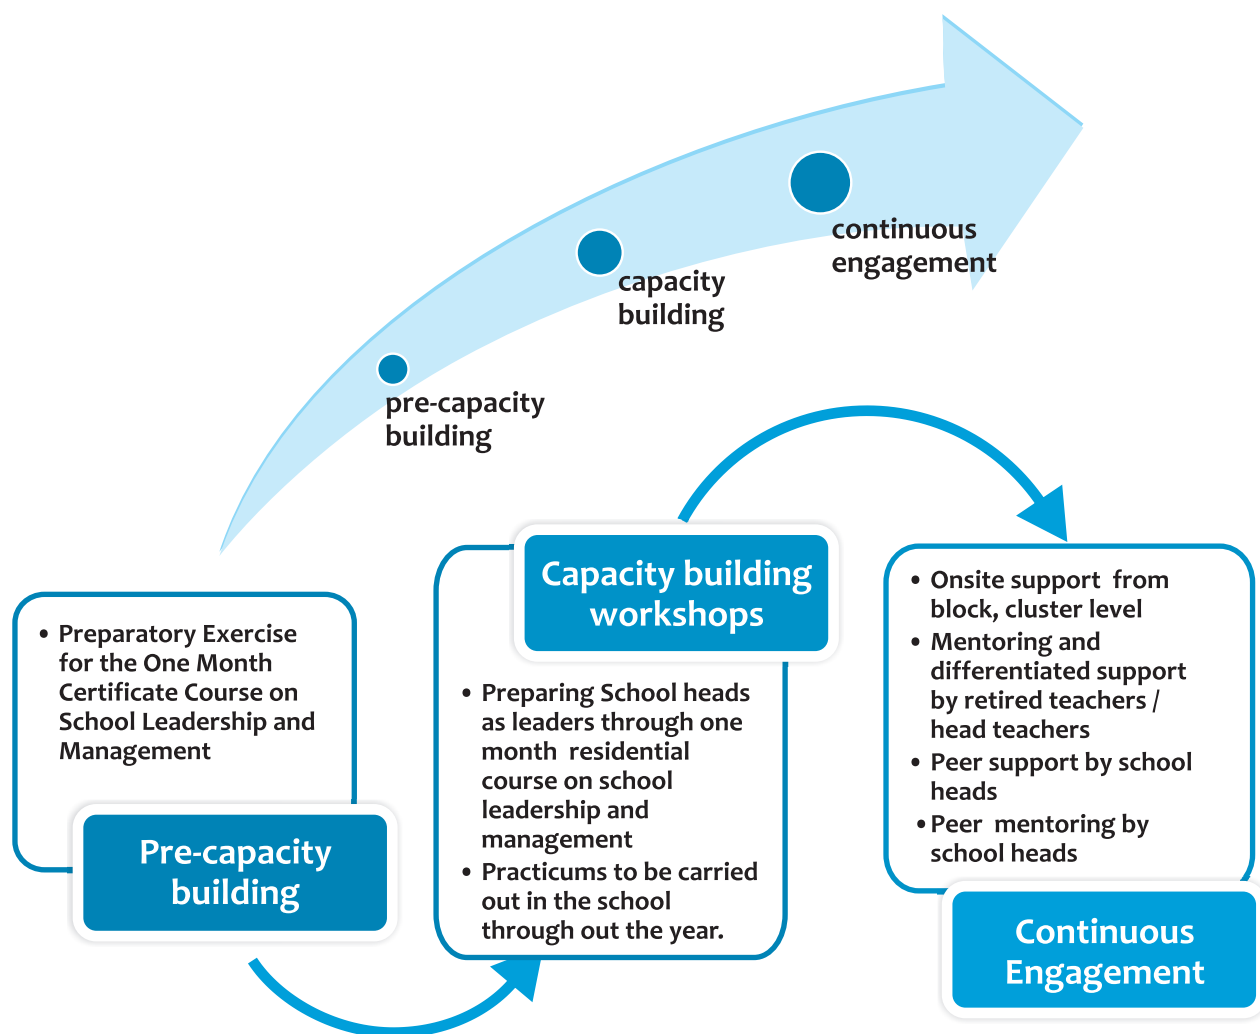 continuous
engagement
capacity
building
pre-capacity
building
• Preparatory Exercise
for the One Month
Certificate Course on
School Leadership and
Management
Pre-capacity
building
Capacity building
workshops
• Preparing School heads
as leaders through one
month residential
course on school
leadership and
management
• Practicums to be carried
out in the school
through out the year.
• Onsite support from
block, cluster level
• Mentoring and
differentiated support
by retired teachers /
head teachers
• Peer support by school
heads
• Peer mentoring by
school heads
Continuous
Engagement